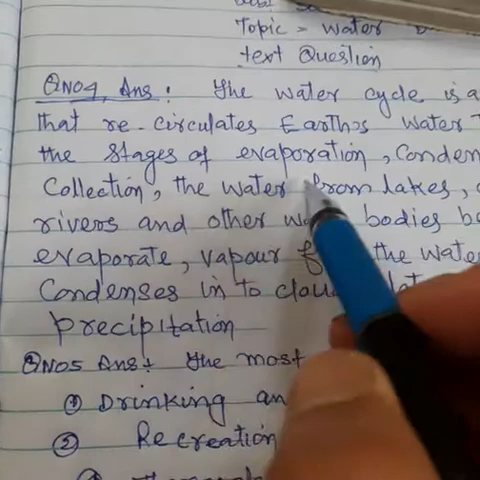 Topic = Water
text Question
QNO4, Ans: The water cycle is a
that re-circulates Earth's water
the stages of evaporation, Conden
Collection, the water from lakes,
rivers and other bodies
evaporate, vapour the wate
Condenses in to clou
precipitation
QNO5 Ans: The most
① Drinking an
② Recreation